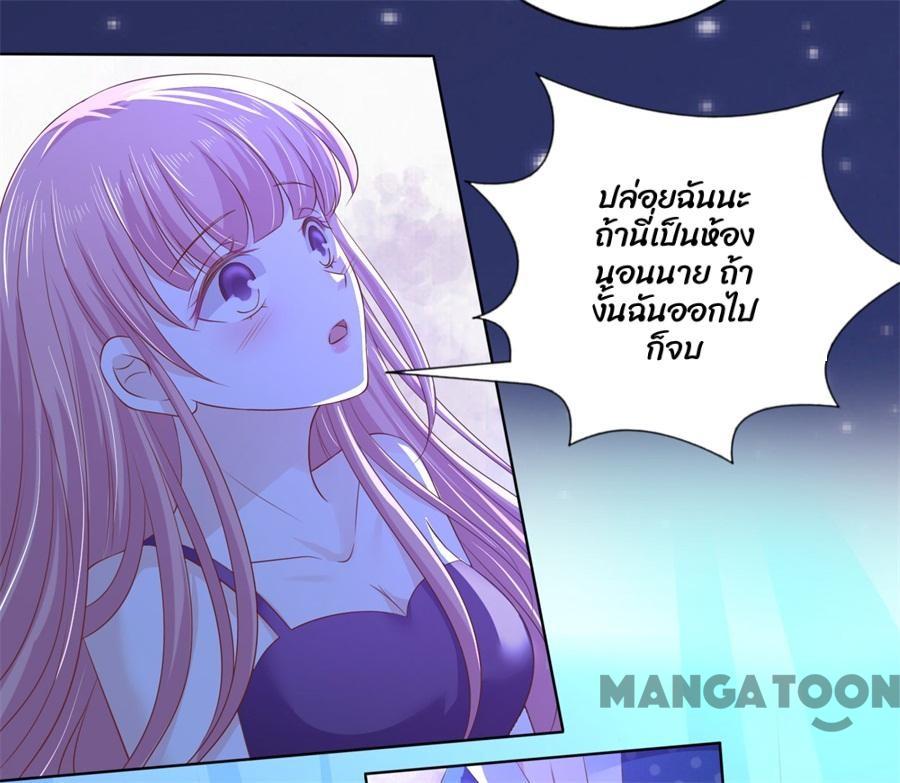 ปล่อยฉันนะ
ถ้านี่เป็นห้อง
นอนนาย ถ้า
งั้นฉันออกไป
ก็จบ
MANGATOON